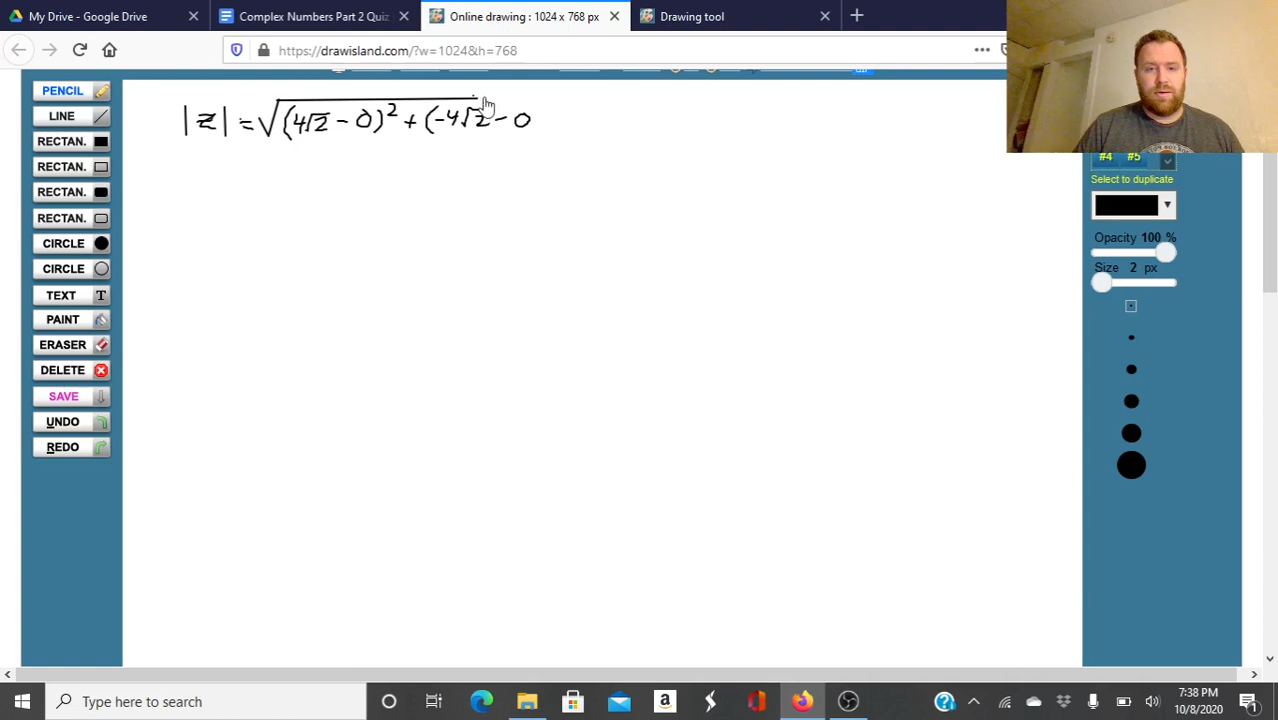 My Drive - Google Drive
Complex Numbers Part 2 Quiz
Online drawing : 1024 x 768 px
Drawing tool
https://drawisland.com/?w=1024&h=768
PENCIL
LINE
RECTAN.
RECTAN.
RECTAN.
RECTAN.
CIRCLE
CIRCLE
TEXT T
PAINT
ERASER
DELETE
SAVE
UNDO
REDO
|z| = √(4√2 - 0)² + (-4√2 - 0
#4 #5
Select to duplicate
Opacity 100 %
Size 2 px
Type here to search
7:38 PM
10/8/2020
1